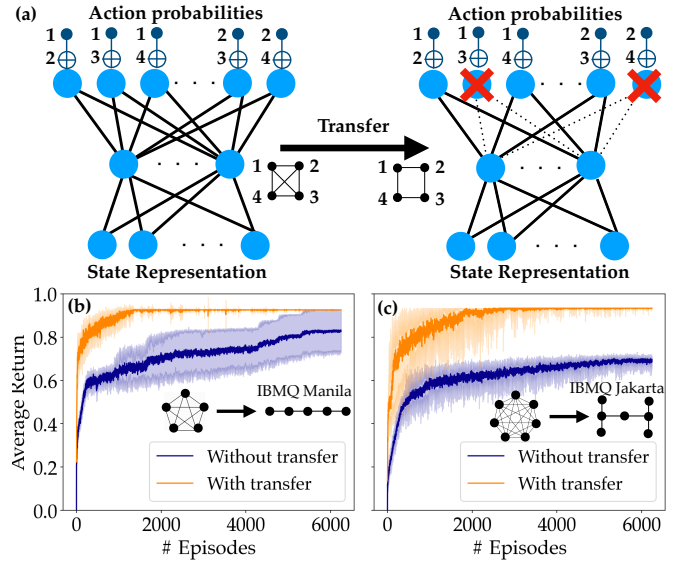 (a)
Action probabilities
Action probabilities
1 1 1 2 2
2 3 4 3 4
1 1 1 2 2
2 3 4 3 4
. . .
. . .
Transfer
. . .
. . .
1 2
4 3
1 2
4 3
. . .
. . .
State Representation
State Representation
(b)
(c)
Average Return
1.0
0.8
0.6
0.4
0.2
0.0
IBMQ Manila
IBMQ Jakarta
Without transfer
With transfer
Without transfer
With transfer
0 2000 4000 6000
0 2000 4000 6000
# Episodes
# Episodes